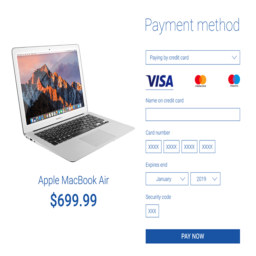 Payment method
Paying by credit card
VISA
Name on credit card
Card number
XXXX XXXX XXXX XXXX
Expires end
January 2019
Security code
XXX
PAY NOW
Apple MacBook Air
$699.99